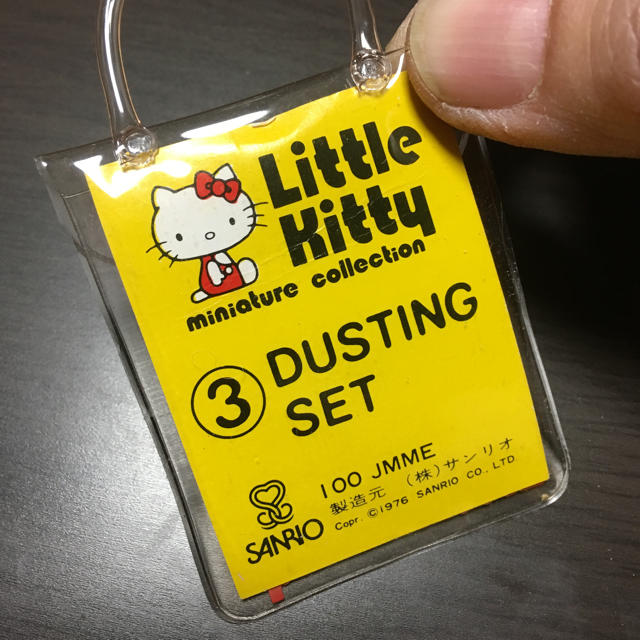 Little
Kitty
miniature collection
③ DUSTING
SET
100 JMME
製造元 (株)サンリオ
Copr. ©1976 SANRIO CO., LTD.
SANRIO